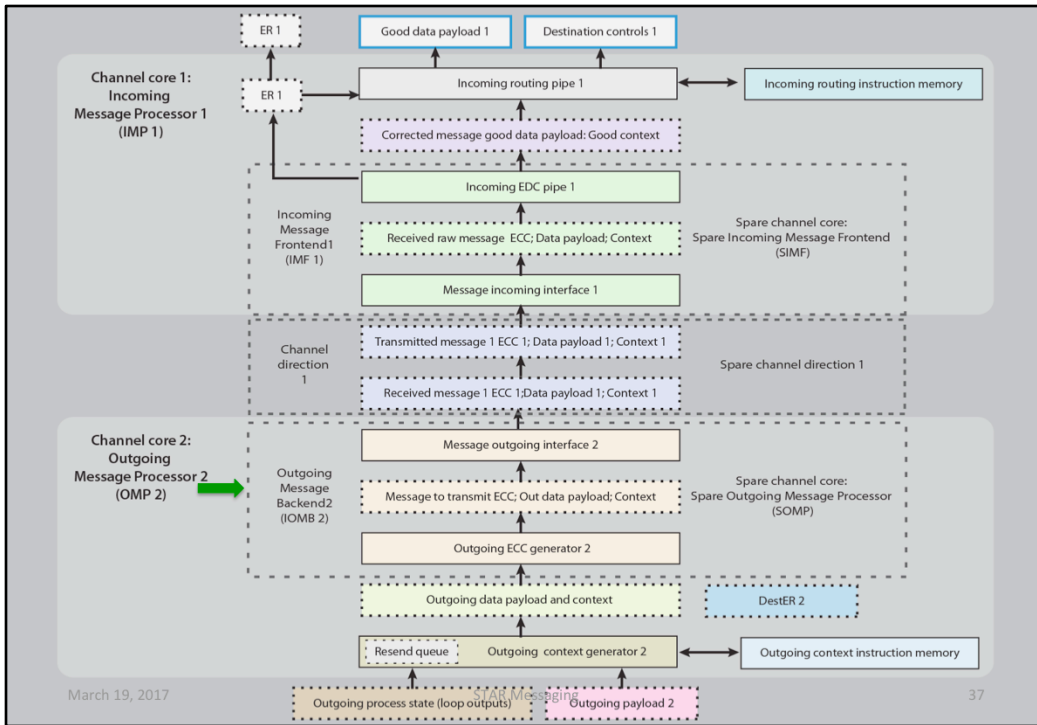 ER 1
Good data payload 1
Destination controls 1
Channel core 1:
Incoming
Message Processor 1
(IMP 1)
ER 1
Incoming routing pipe 1
Incoming routing instruction memory
Corrected message good data payload: Good context
Incoming EDC pipe 1
Incoming
Message
Frontend1
(IMF 1)
Received raw message ECC; Data payload; Context
Spare channel core:
Spare Incoming Message Frontend
(SIMF)
Message incoming interface 1
Channel
direction
1
Transmitted message 1 ECC 1; Data payload 1; Context 1
Spare channel direction 1
Received message 1 ECC 1;Data payload 1; Context 1
Channel core 2:
Outgoing
Message Processor 2
(OMP 2)
Message outgoing interface 2
Outgoing
Message
Backend2
(IOMB 2)
Message to transmit ECC; Out data payload; Context
Spare channel core:
Spare Outgoing Message Processor
(SOMP)
Outgoing ECC generator 2
Outgoing data payload and context
DestER 2
Resend queue
Outgoing context generator 2
Outgoing context instruction memory
March 19, 2017
STAR Messaging
37
Outgoing process state (loop outputs)
Outgoing payload 2